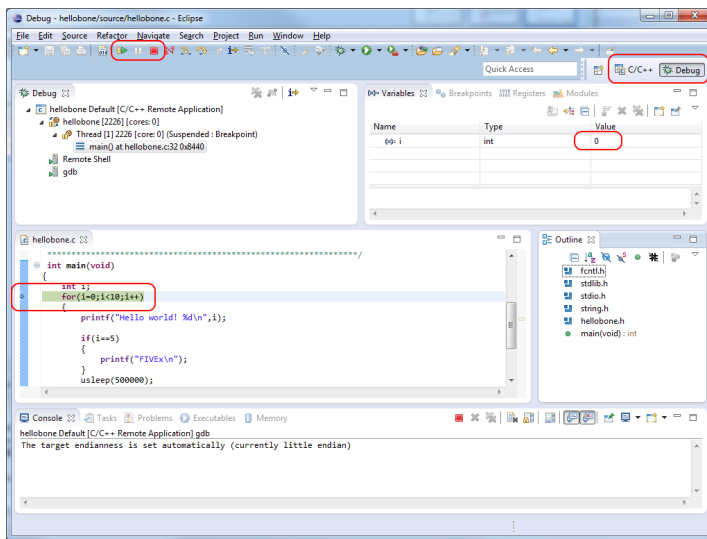 Debug - hellobone/source/hellobone.c - Eclipse
File Edit Source Refactor Navigate Search Project Run Window Help
Quick Access
C/C++
Debug
Debug
hellobone Default [C/C++ Remote Application]
hellobone [2226] [cores: 0]
Thread [1] 2226 [core: 0] (Suspended : Breakpoint)
main() at hellobone.c:32 0x8440
Remote Shell
gdb
(x)= Variables Breakpoints Registers Modules
Name Type Value
(x)= i int 0
hellobone.c
******************************************************************/
int main(void)
{
int i;
for(i=0;i<10;i++)
{
printf("Hello world! %d\n",i);
if(i==5)
{
printf("FIVEx\n");
}
usleep(500000);
Outline
fcntl.h
stdlib.h
stdio.h
string.h
hellobone.h
main(void) : int
Console Tasks Problems Executables Memory
hellobone Default [C/C++ Remote Application] gdb
The target endianness is set automatically (currently little endian)